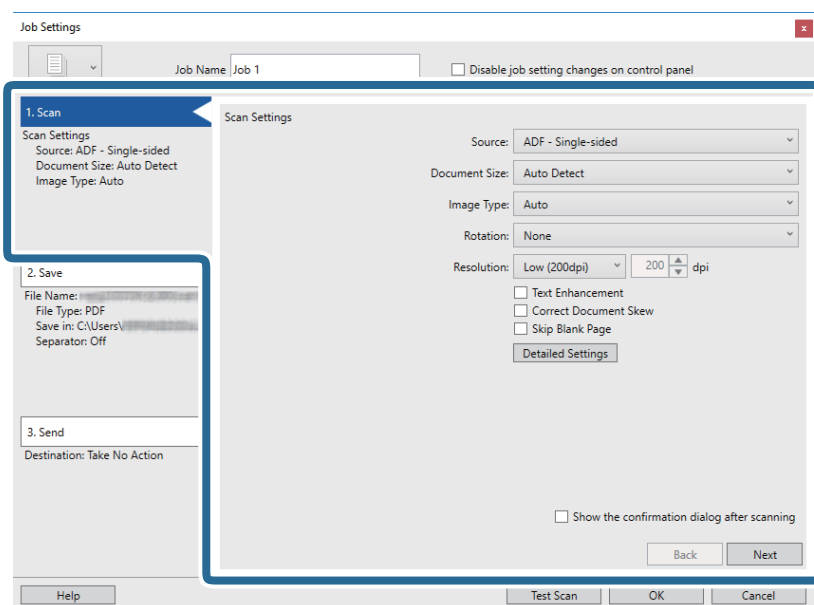 Job Settings
x
Job Name Job 1
Disable job setting changes on control panel
1. Scan
Scan Settings
Source: ADF - Single-sided
Document Size: Auto Detect
Image Type: Auto
2. Save
File Name:
File Type: PDF
Save in: C:\Users\
Separator: Off
3. Send
Destination: Take No Action
Scan Settings
Source: ADF - Single-sided
Document Size: Auto Detect
Image Type: Auto
Rotation: None
Resolution: Low (200dpi) 200 dpi
Text Enhancement
Correct Document Skew
Skip Blank Page
Detailed Settings
Show the confirmation dialog after scanning
Back Next
Help Test Scan OK Cancel